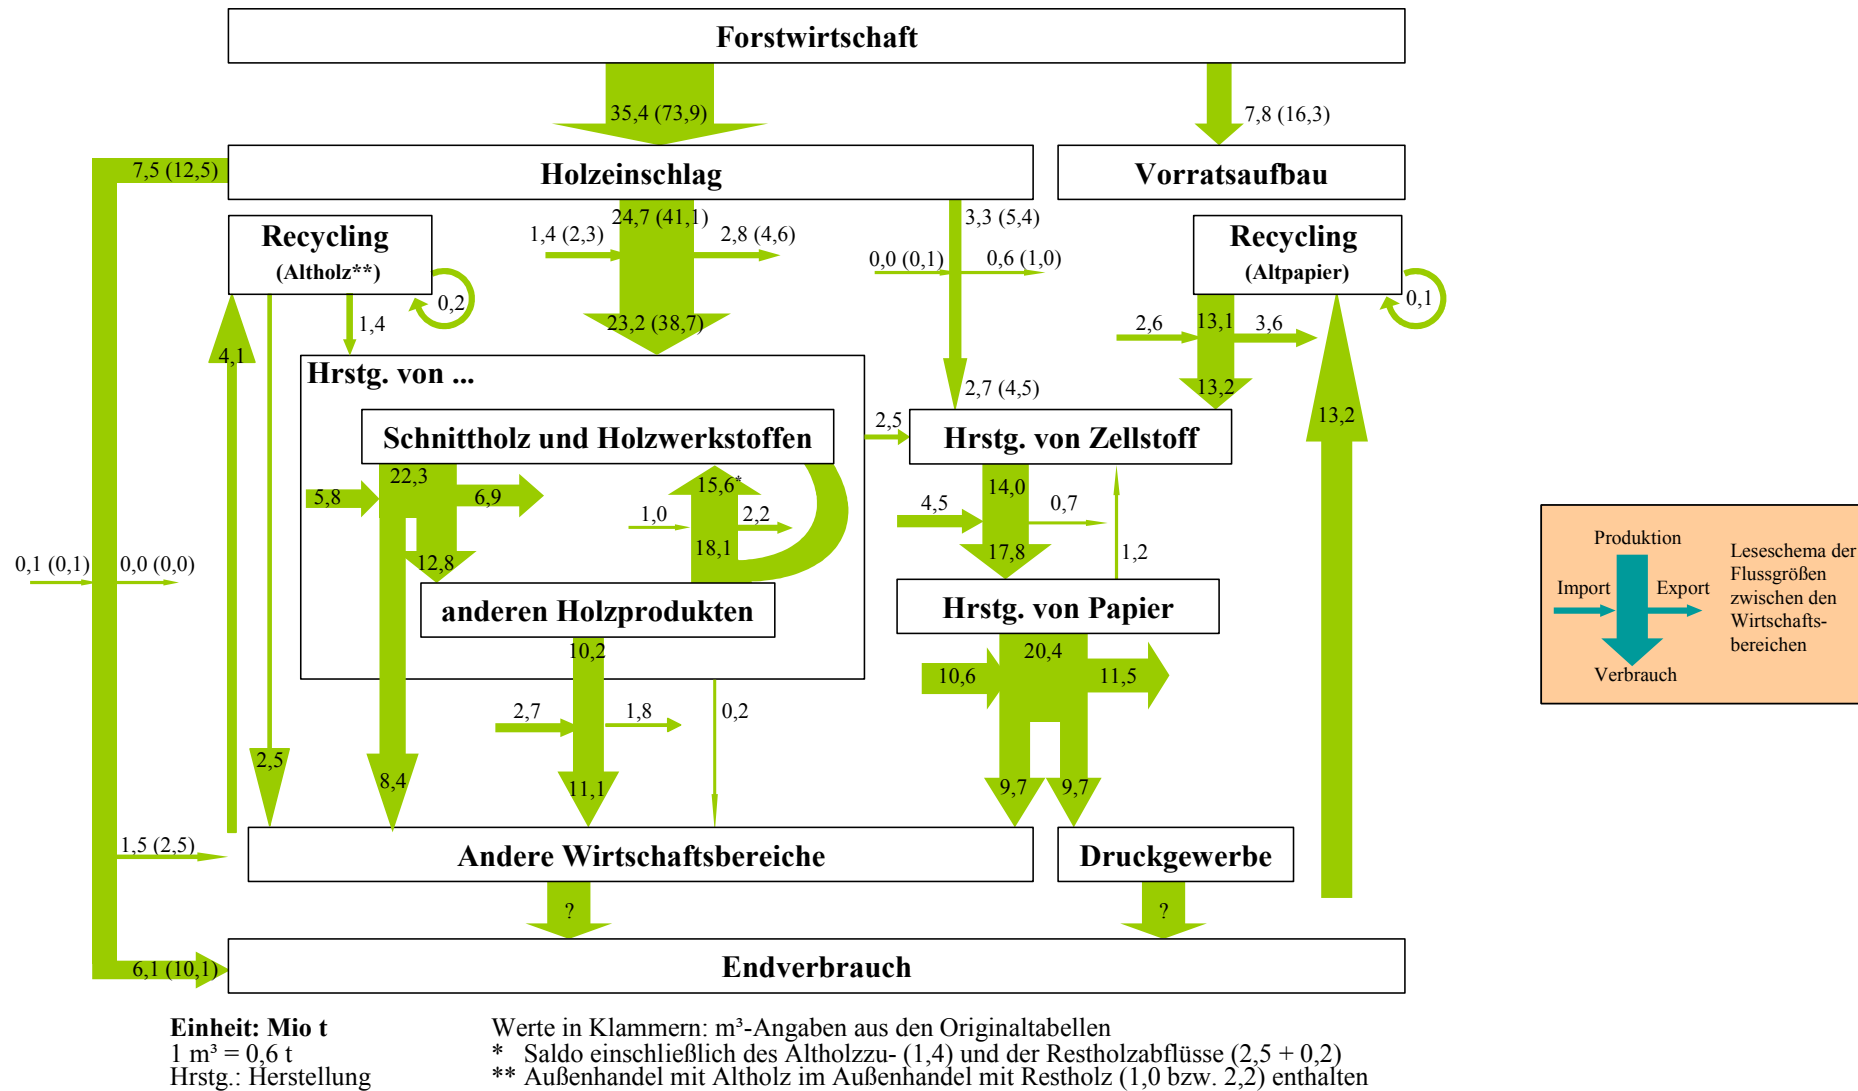 Forstwirtschaft
35,4 (73,9)
7,8 (16,3)
7,5 (12,5)
Holzeinschlag
Vorratsaufbau
24,7 (41,1)
1,4 (2,3)
2,8 (4,6)
23,2 (38,7)
3,3 (5,4)
0,0 (0,1)
0,6 (1,0)
2,7 (4,5)
Recycling
(Altholz**)
0,2
1,4
4,1
Recycling
(Altpapier)
0,1
13,1
2,6
3,6
13,2
13,2
Hrstg. von ...
Schnittholz und Holzwerkstoffen
2,5
Hrstg. von Zellstoff
22,3
5,8
6,9
12,8
15,6*
1,0
2,2
18,1
14,0
4,5
0,7
17,8
1,2
0,1 (0,1)
0,0 (0,0)
anderen Holzprodukten
Hrstg. von Papier
10,2
2,7
1,8
11,1
0,2
20,4
10,6
11,5
9,7
9,7
2,5
8,4
1,5 (2,5)
Andere Wirtschaftsbereiche
Druckgewerbe
?
?
6,1 (10,1)
Endverbrauch
Produktion
Import
Export
Verbrauch
Leseschema der
Flussgrößen
zwischen den
Wirtschafts-
bereichen
Einheit: Mio t
1 m³ = 0,6 t
Hrstg.: Herstellung
Werte in Klammern: m³-Angaben aus den Originaltabellen
* Saldo einschließlich des Altholzzu- (1,4) und der Restholzabflüsse (2,5 + 0,2)
** Außenhandel mit Altholz im Außenhandel mit Restholz (1,0 bzw. 2,2) enthalten